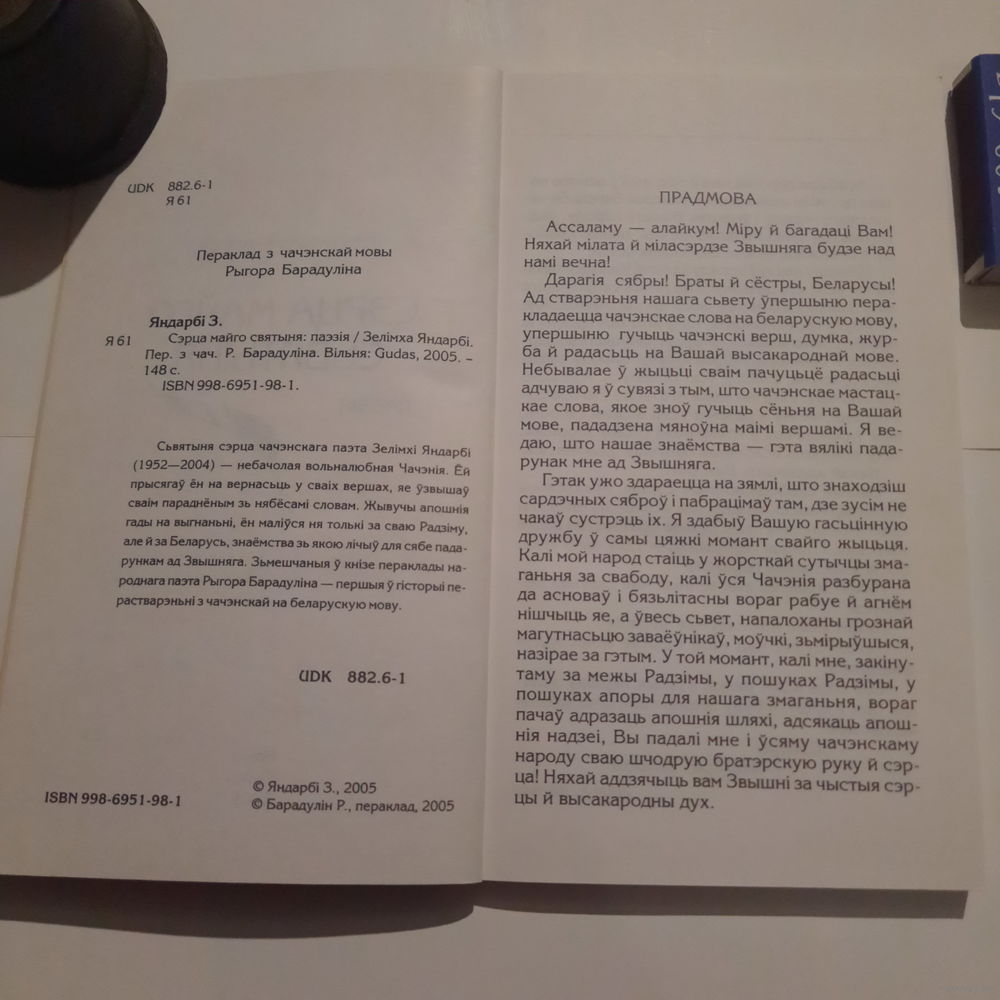 UDK 882.6-1
Я 61
Пераклад з чачэнскай мовы
Рыгора Барадуліна
Яндарбі З.
Я 61 Сэрца майго святыня: паэзія / Зелімха Яндарбі.
Пер. з чач. Р. Барадуліна. Вільня: Gudas, 2005. –
148 с.
ISBN 998-6951-98-1.
Сьвятыня сэрца чачэнскага паэта Зелімхі Яндарбі
(1952—2004) — небачолая вольналюбная Чачэнія. Ёй
прысягаў ён на вернасьць у сваіх вершах, яе ўзвышаў
сваім параднёным зь нябёсамі словам. Жывучы апошнія
гады на выгнаньні, ён маліўся ня толькі за сваю Радзіму,
але й за Беларусь, знаёмства зь якою лічыў для сябе пада-
рункам ад Звышняга. Зьмешчаныя ў кнізе пераклады на-
роднага паэта Рыгора Барадуліна — першыя ў гісторыі пе-
растварэньні з чачэнскай на беларускую мову.
UDK 882.6-1
ISBN 998-6951-98-1
© Яндарбі З., 2005
© Барадулін Р., пераклад, 2005
ПРАДМОВА
Ассаламу — алайкум! Міру й багадаці Вам!
Няхай мілата й міласэрдзе Звышняга будзе над
намі вечна!
Дарагія сябры! Браты й сёстры, Беларусы!
Ад стварэньня нашага сьвету ўпершыню пера-
кладаецца чачэнскае слова на беларускую мову,
упершыню гучыць чачэнскі верш, думка, жур-
ба й радасьць на Вашай высакароднай мове.
Небывалае ў жыцьці сваім пачуцьцё радасьці
адчуваю я ў сувязі з тым, што чачэнскае мастац-
кае слова, якое зноў гучыць сёньня на Вашай
мове, пададзена мяноўна маімі вершамі. Я ве-
даю, што нашае знаёмства — гэта вялікі пада-
рунак мне ад Звышняга.
Гэтак ужо здараецца на зямлі, што знаходзіш
сардэчных сяброў і пабрацімаў там, дзе зусім не
чакаў сустрэць іх. Я здабыў Вашую гасьцінную
дружбу ў самы цяжкі момант свайго жыцьця.
Калі мой народ стаіць у жорсткай сутычцы зма-
ганьня за свабоду, калі ўся Чачэнія разбурана
да асноваў і бязьлітасны вораг рабуе й агнём
нішчыць яе, а ўвесь сьвет, напалоханы грознай
магутнасьцю заваёўнікаў, моўчкі, зьмірыўшыся,
назірае за гэтым. У той момант, калі мне, закіну-
таму за межы Радзімы, у пошуках Радзімы, у
пошуках апоры для нашага змаганьня, вораг
пачаў адразаць апошнія шляхі, адсякаць апош-
нія надзеі, Вы падалі мне і ўсяму чачэнскаму
народу сваю шчодрую братэрскую руку й сэр-
ца! Няхай аддзячыць вам Звышні за чыстыя сэр-
цы й высакародны дух.